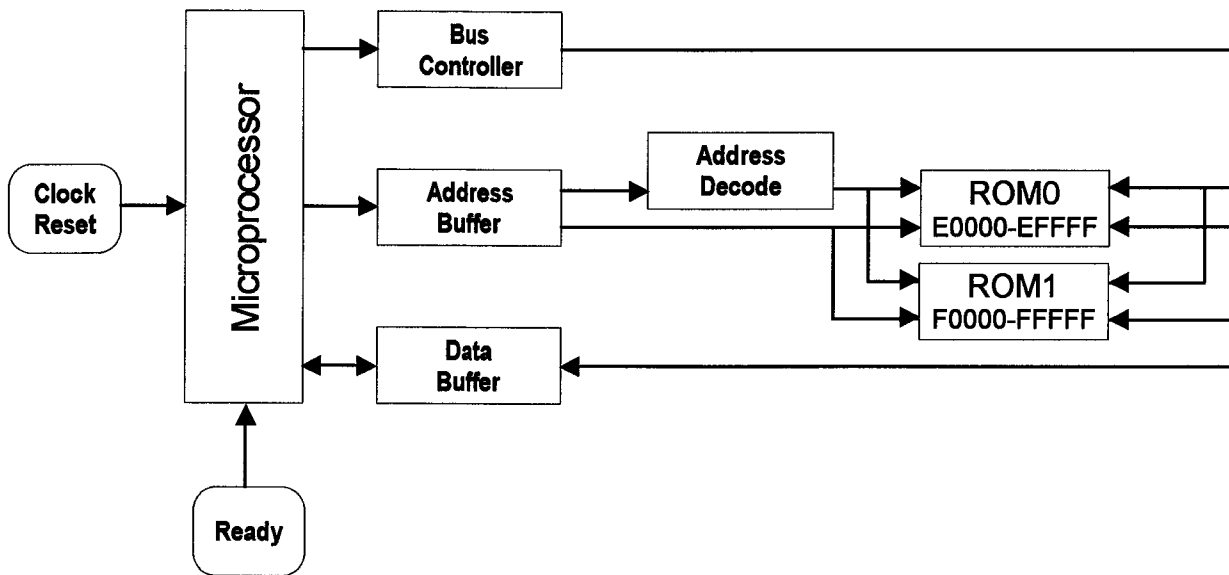 Bus
Controller
Microprocessor
Clock
Reset
Address
Buffer
Address
Decode
ROM0
E0000-EFFFF
ROM1
F0000-FFFFF
Data
Buffer
Ready